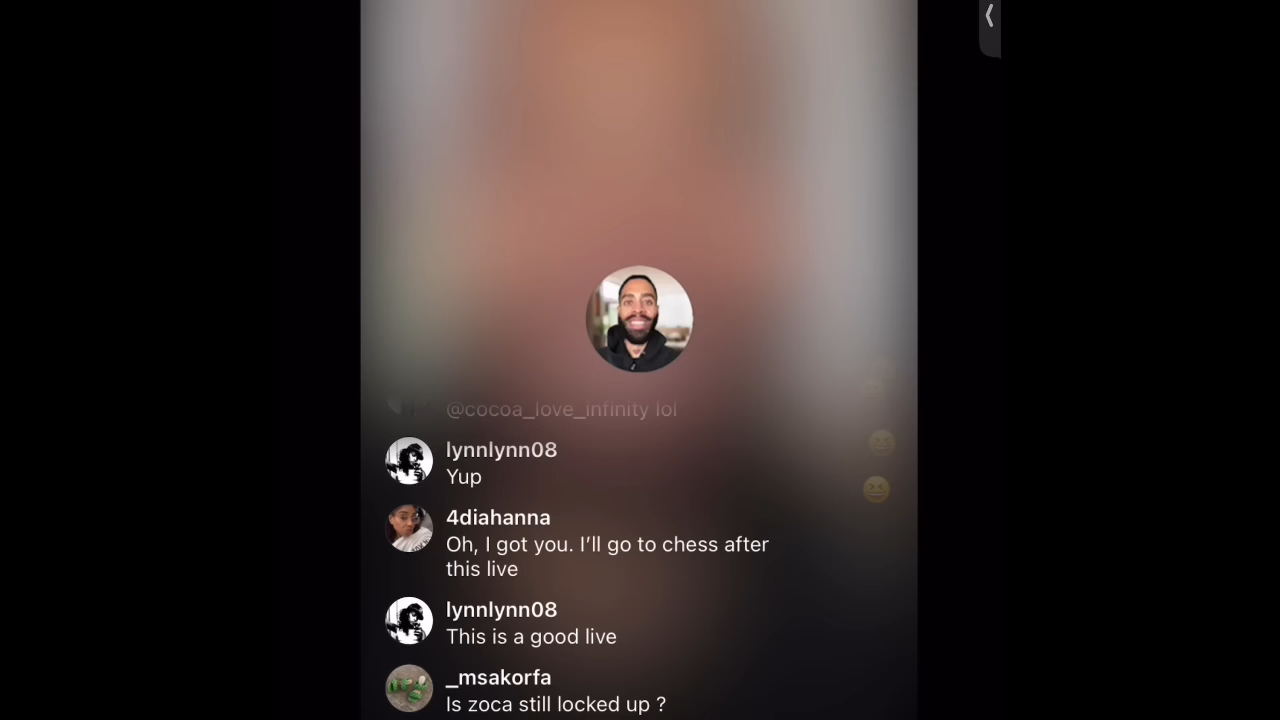 @cocoa_love_infinity lol
lynnlynn08
Yup
4diahanna
Oh, I got you. I’ll go to chess after
this live
lynnlynn08
This is a good live
_msakorfa
Is zoca still locked up ?